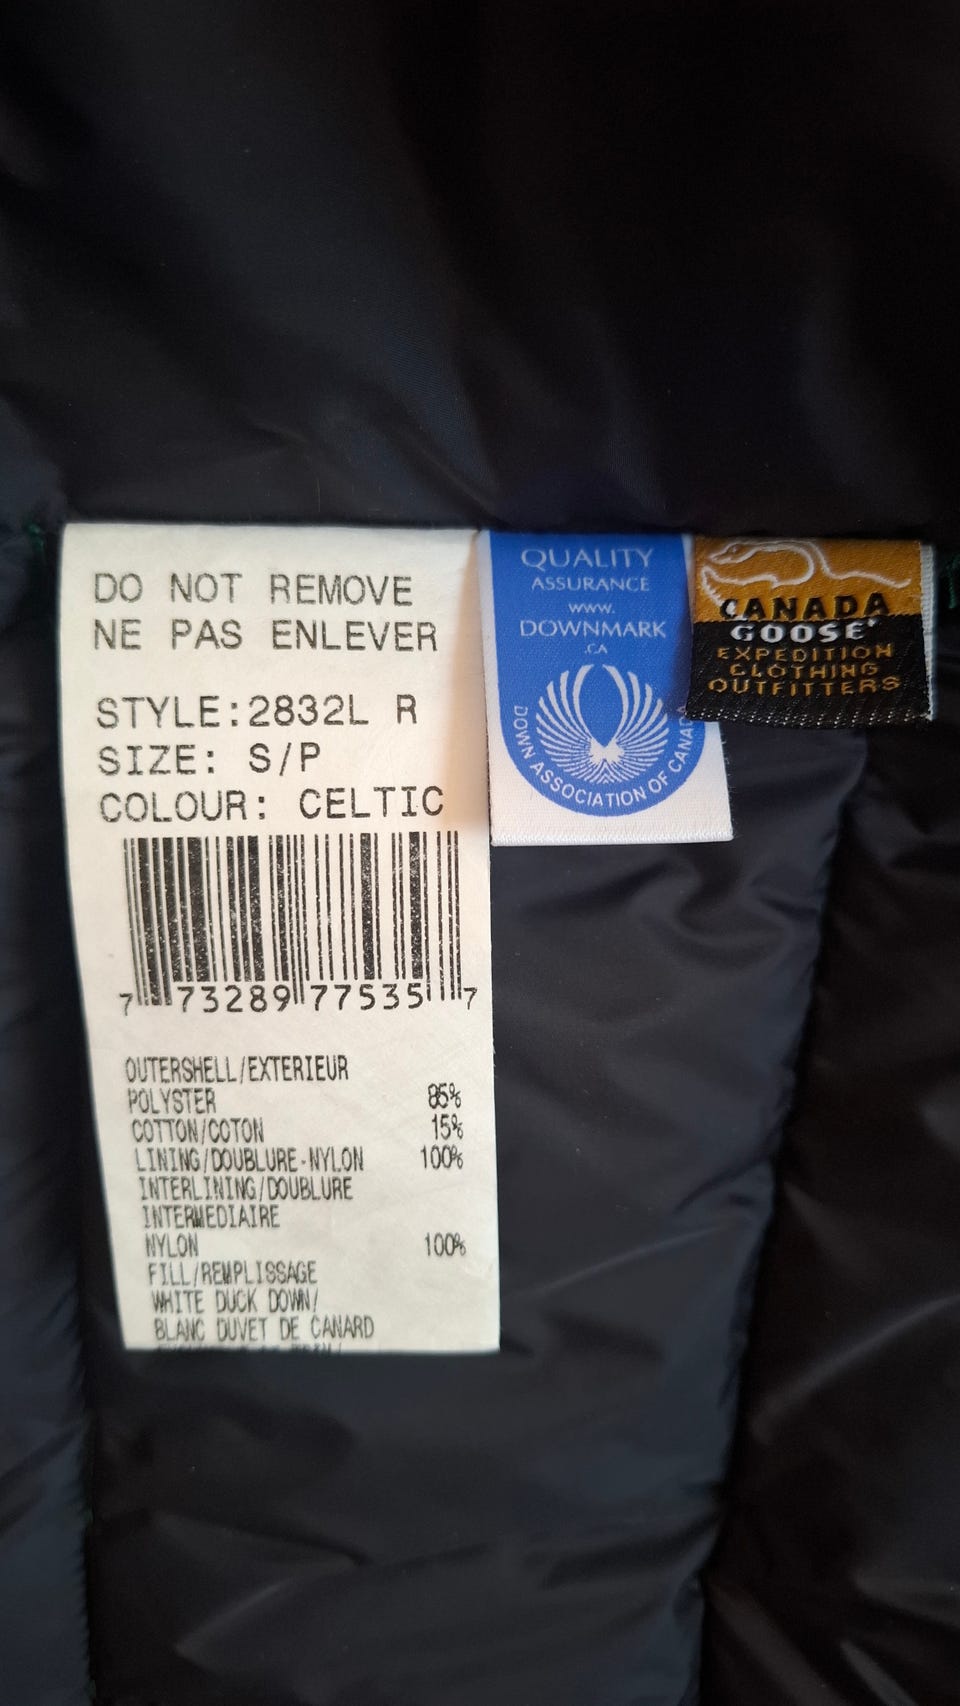 DO NOT REMOVE
NE PAS ENLEVER
STYLE:2832L R
SIZE: S/P
COLOUR: CELTIC
7 73289 77535 7
OUTERSHELL/EXTERIEUR
POLYSTER 85%
COTTON/COTON 15%
LINING/DOUBLURE-NYLON 100%
INTERLINING/DOUBLURE
INTERMEDIAIRE
NYLON 100%
FILL/REMPLISSAGE
WHITE DUCK DOWN/
BLANC DUVET DE CANARD
QUALITY
ASSURANCE
www.
DOWNMARK
.CA
DOWN ASSOCIATION OF CANADA
CANADA
GOOSE
EXPEDITION
CLOTHING
OUTFITTERS